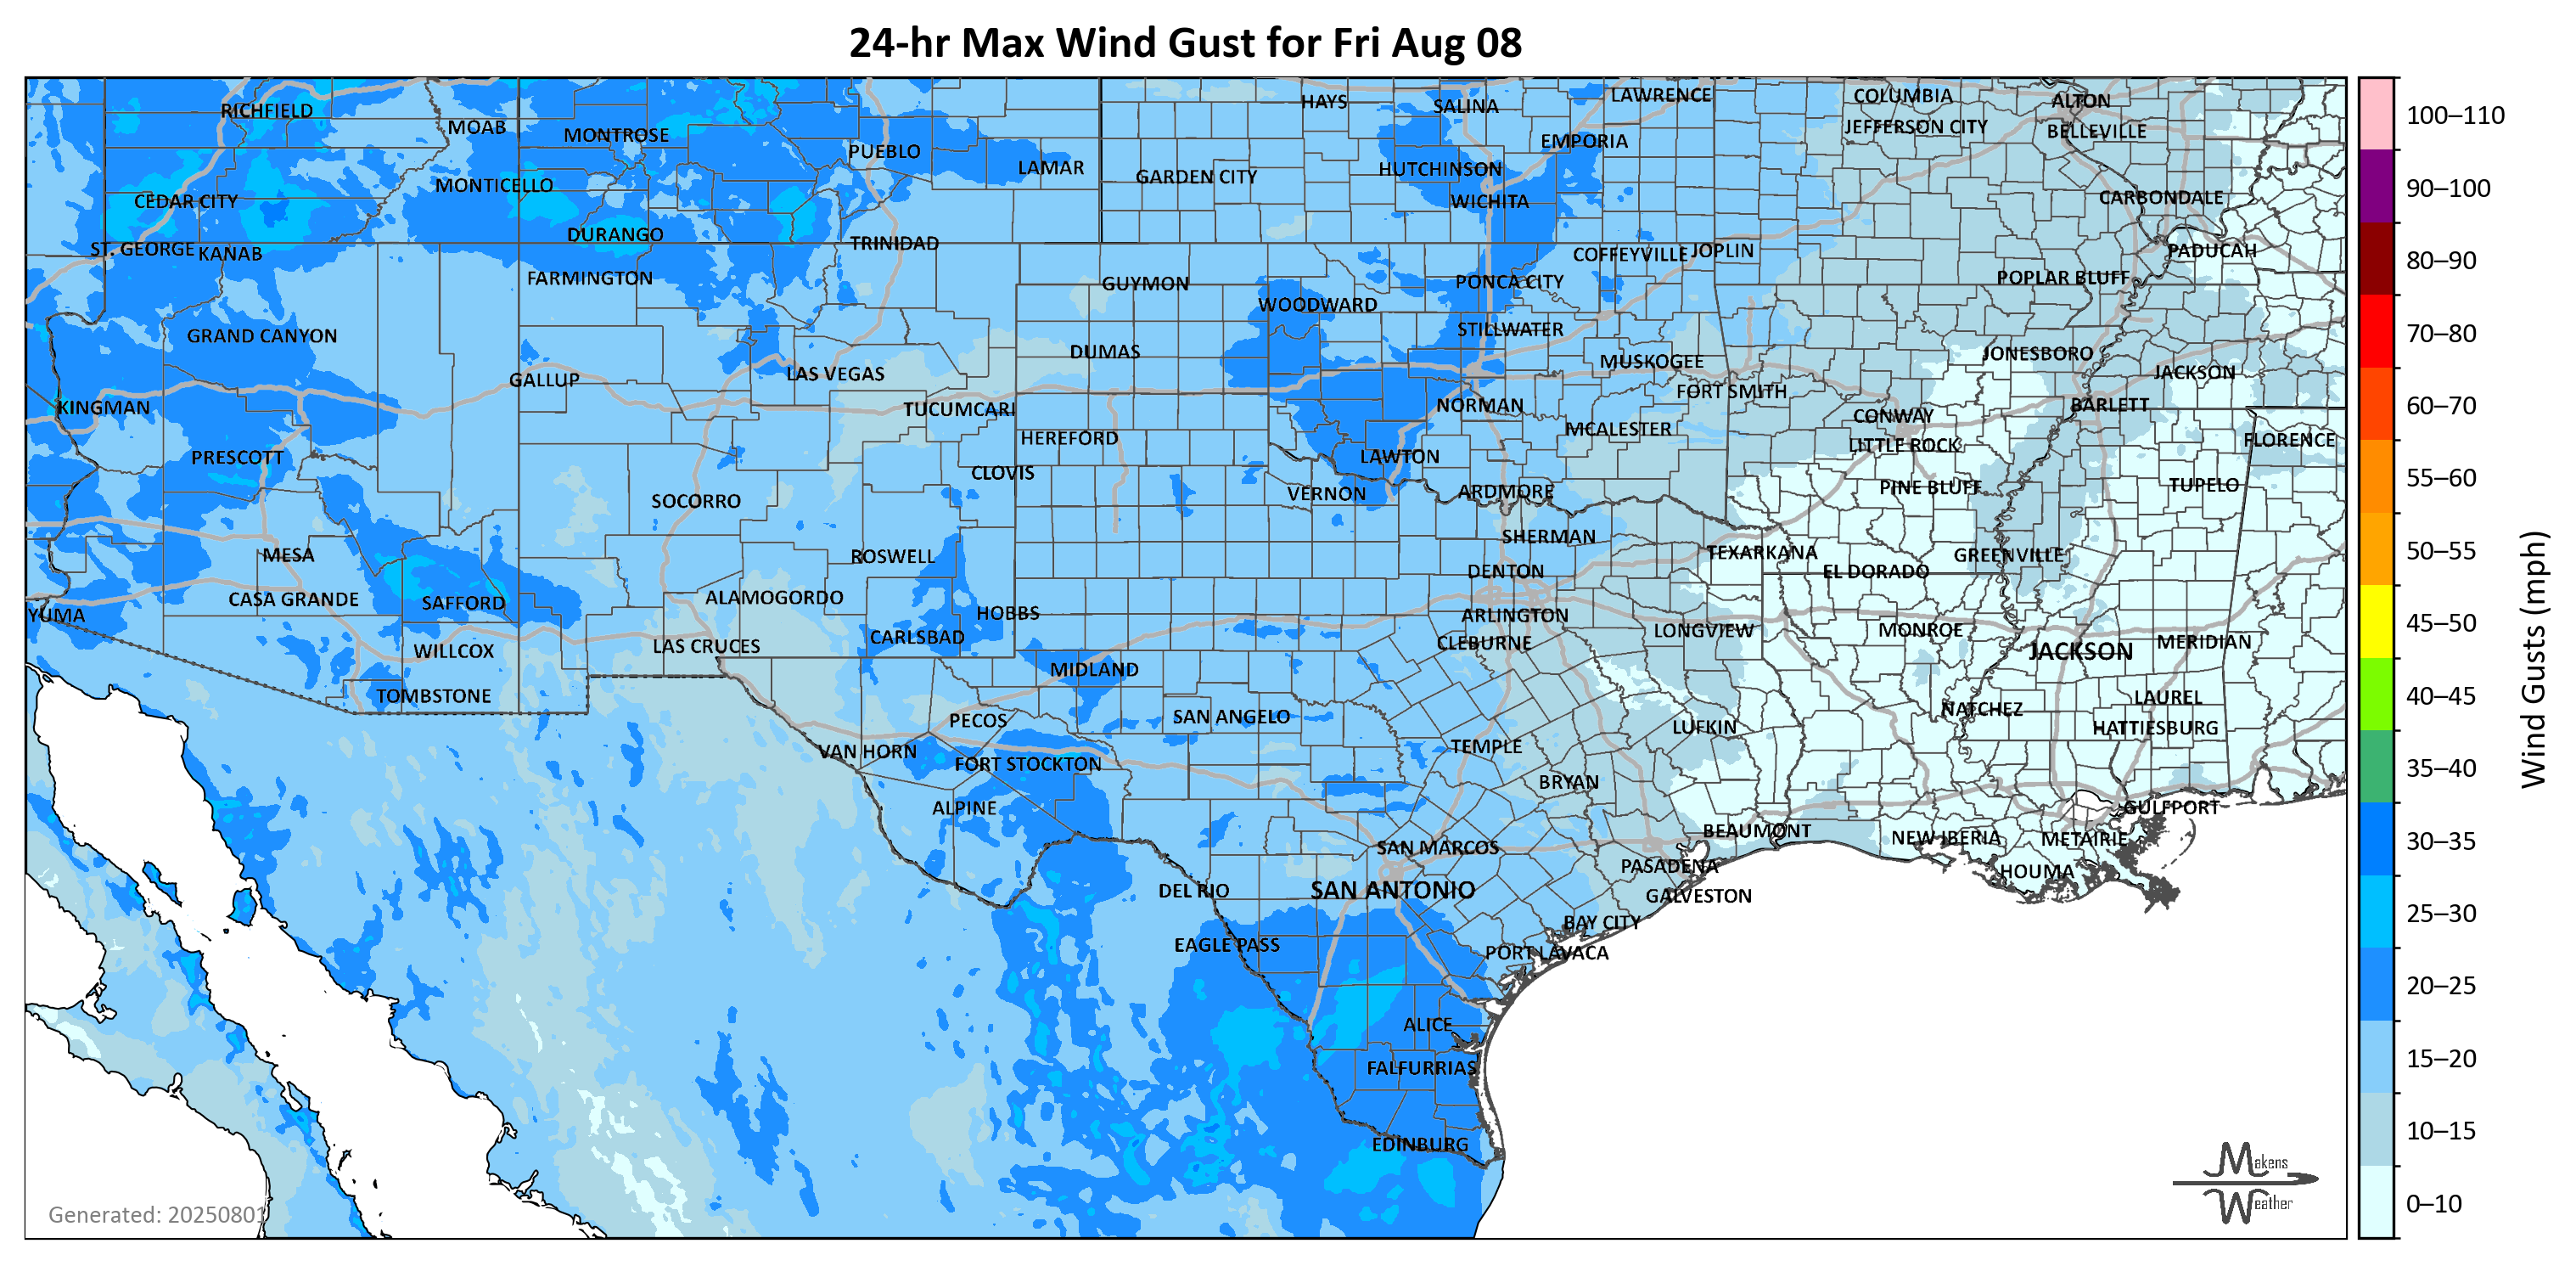 24-hr Max Wind Gust for Fri Aug 08
RICHFIELD
MOAB
MONTROSE
PUEBLO
LAMAR
HAYS
SALINA
LAWRENCE
COLUMBIA
ALTON
JEFFERSON CITY
BELLEVILLE
EMPORIA
HUTCHINSON
GARDEN CITY
MONTICELLO
CEDAR CITY
WICHITA
CARBONDALE
DURANGO
ST. GEORGE
KANAB
TRINIDAD
COFFEYVILLE
JOPLIN
PADUCAH
FARMINGTON
GUYMON
PONCA CITY
POPLAR BLUFF
WOODWARD
GRAND CANYON
STILLWATER
DUMAS
MUSKOGEE
JONESBORO
GALLUP
LAS VEGAS
JACKSON
FORT SMITH
KINGMAN
TUCUMCARI
NORMAN
CONWAY
BARLETT
MCALESTER
HEREFORD
LITTLE ROCK
FLORENCE
PRESCOTT
CLOVIS
LAWTON
SOCORRO
VERNON
ARDMORE
PINE BLUFF
TUPELO
MESA
ROSWELL
SHERMAN
TEXARKANA
GREENVILLE
DENTON
EL DORADO
CASA GRANDE
SAFFORD
ALAMOGORDO
YUMA
HOBBS
ARLINGTON
CARLSBAD
CLEBURNE
LONGVIEW
MONROE
WILLCOX
LAS CRUCES
JACKSON
MERIDIAN
MIDLAND
TOMBSTONE
LAUREL
PECOS
SAN ANGELO
NATCHEZ
LUFKIN
HATTIESBURG
VAN HORN
TEMPLE
FORT STOCKTON
BRYAN
ALPINE
GULFPORT
BEAUMONT
NEW IBERIA
METAIRIE
SAN MARCOS
PASADENA
HOUMA
DEL RIO
SAN ANTONIO
GALVESTON
BAY CITY
EAGLE PASS
PORT LAVACA
ALICE
FALFURRIAS
EDINBURG
Generated: 20250801
Makens
Weather
100–110
90–100
80–90
70–80
60–70
55–60
50–55
45–50
40–45
35–40
30–35
25–30
20–25
15–20
10–15
0–10
Wind Gusts (mph)